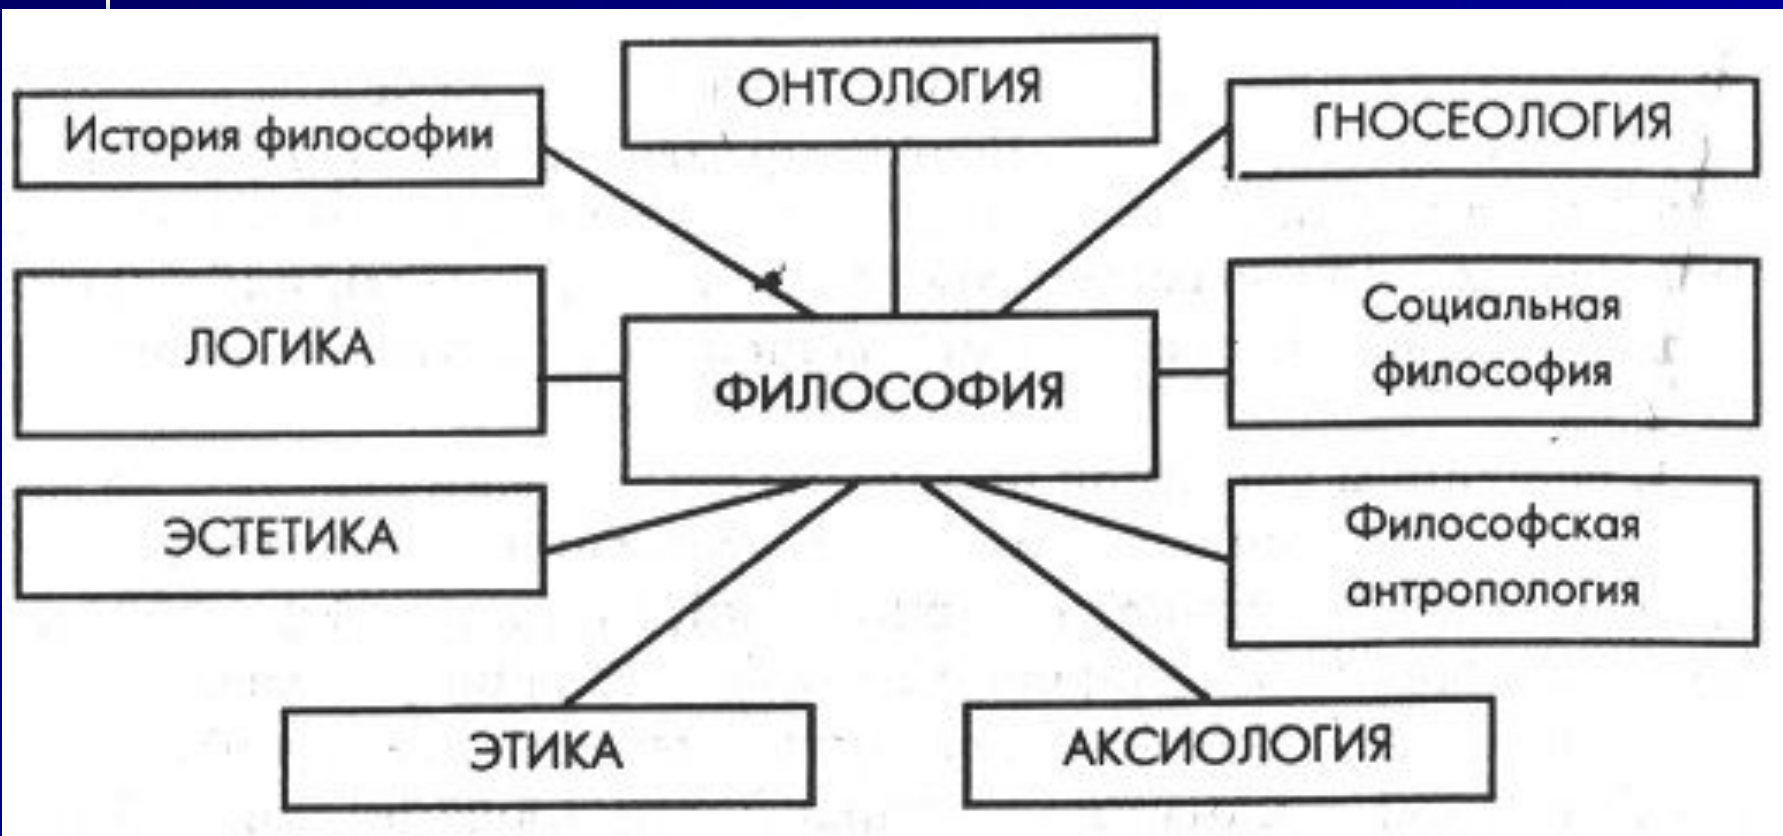 ОНТОЛОГИЯ
История философии
ГНОСЕОЛОГИЯ
ЛОГИКА
ФИЛОСОФИЯ
Социальная
философия
ЭСТЕТИКА
Философская
антропология
ЭТИКА
АКСИОЛОГИЯ